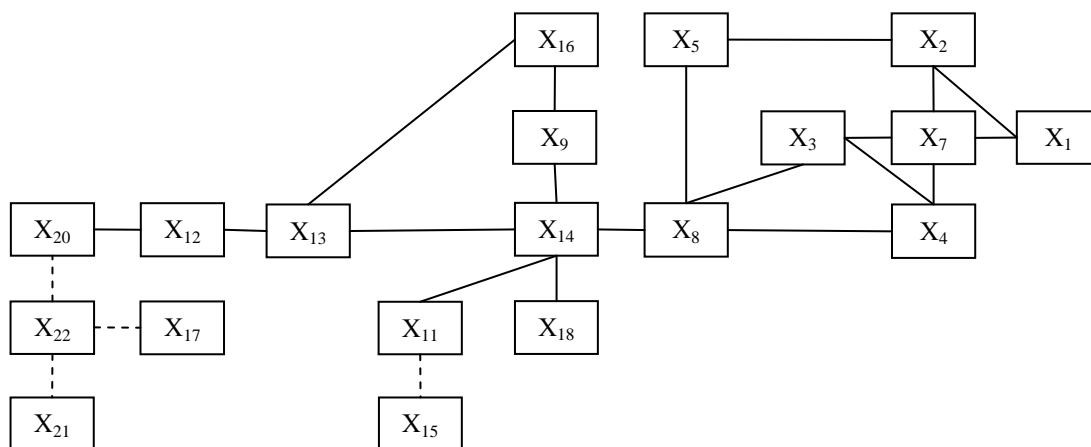 X₁₆ X₅ X₂
X₉ X₃ X₇ X₁
X₂₀ X₁₂ X₁₃ X₁₄ X₈ X₄
X₂₂ X₁₇ X₁₁ X₁₈
X₂₁ X₁₅